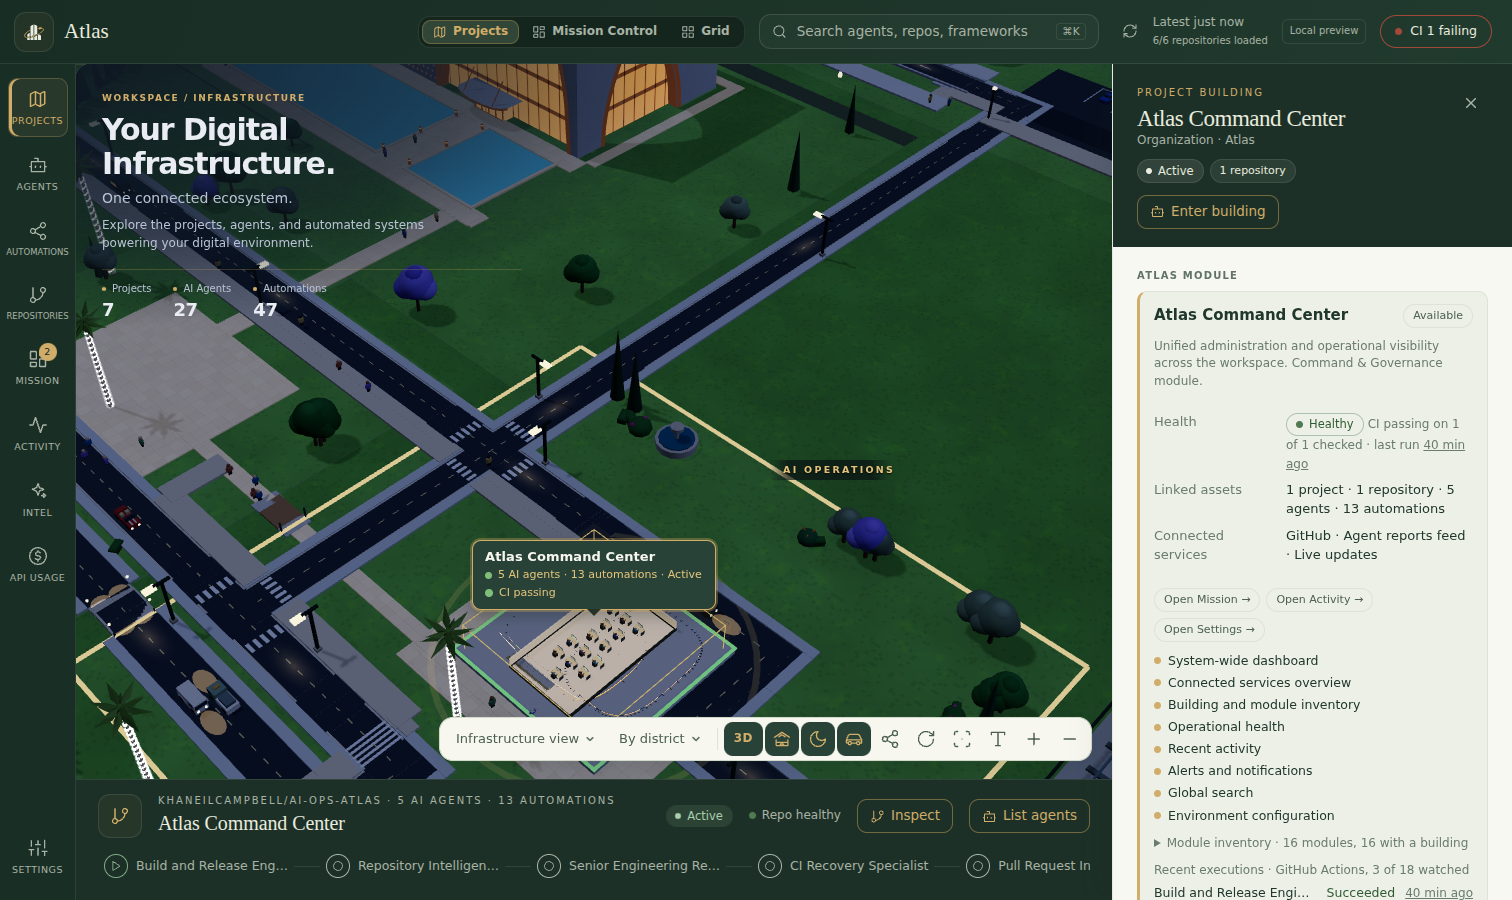 Atlas
Projects
Mission Control
Grid
Search agents, repos, frameworks
⌘K
Latest just now
6/6 repositories loaded
Local preview
CI 1 failing
PROJECTS
AGENTS
AUTOMATIONS
REPOSITORIES
2
MISSION
ACTIVITY
INTEL
API USAGE
SETTINGS
WORKSPACE / INFRASTRUCTURE
Your Digital
Infrastructure.
One connected ecosystem.
Explore the projects, agents, and automated systems
powering your digital environment.
Projects
AI Agents
Automations
7
27
47
AI OPERATIONS
Atlas Command Center
5 AI agents · 13 automations · Active
CI passing
Infrastructure view
By district
3D
KHANEILCAMPBELL/AI-OPS-ATLAS · 5 AI AGENTS · 13 AUTOMATIONS
Atlas Command Center
Active
Repo healthy
Inspect
List agents
Build and Release Eng…
Repository Intelligen…
Senior Engineering Re…
CI Recovery Specialist
Pull Request In
PROJECT BUILDING
Atlas Command Center
Organization · Atlas
Active
1 repository
Enter building
ATLAS MODULE
Atlas Command Center
Available
Unified administration and operational visibility
across the workspace. Command & Governance
module.
Health
Healthy CI passing on 1
of 1 checked · last run 40 min
ago
Linked assets
1 project · 1 repository · 5
agents · 13 automations
Connected
services
GitHub · Agent reports feed
· Live updates
Open Mission →
Open Activity →
Open Settings →
System-wide dashboard
Connected services overview
Building and module inventory
Operational health
Recent activity
Alerts and notifications
Global search
Environment configuration
Module inventory · 16 modules, 16 with a building
Recent executions · GitHub Actions, 3 of 18 watched
Build and Release Engi… Succeeded 40 min ago